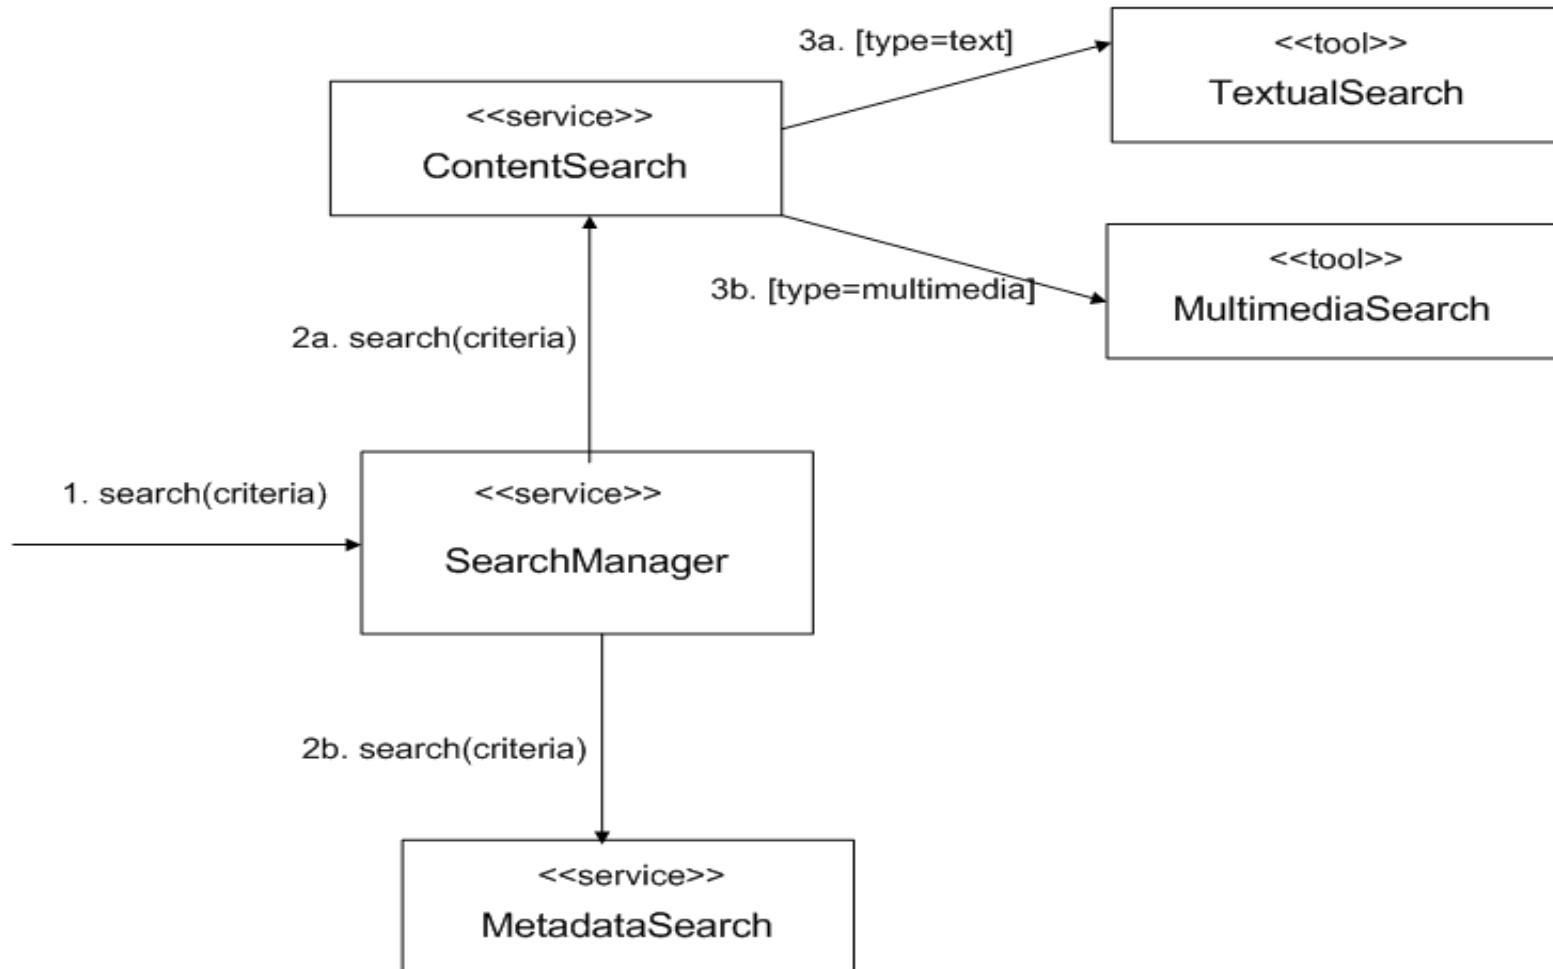 3a. [type=text]
<<tool>>
TextualSearch
<<service>>
ContentSearch
<<tool>>
MultimediaSearch
3b. [type=multimedia]
2a. search(criteria)
1. search(criteria)
<<service>>
SearchManager
2b. search(criteria)
<<service>>
MetadataSearch